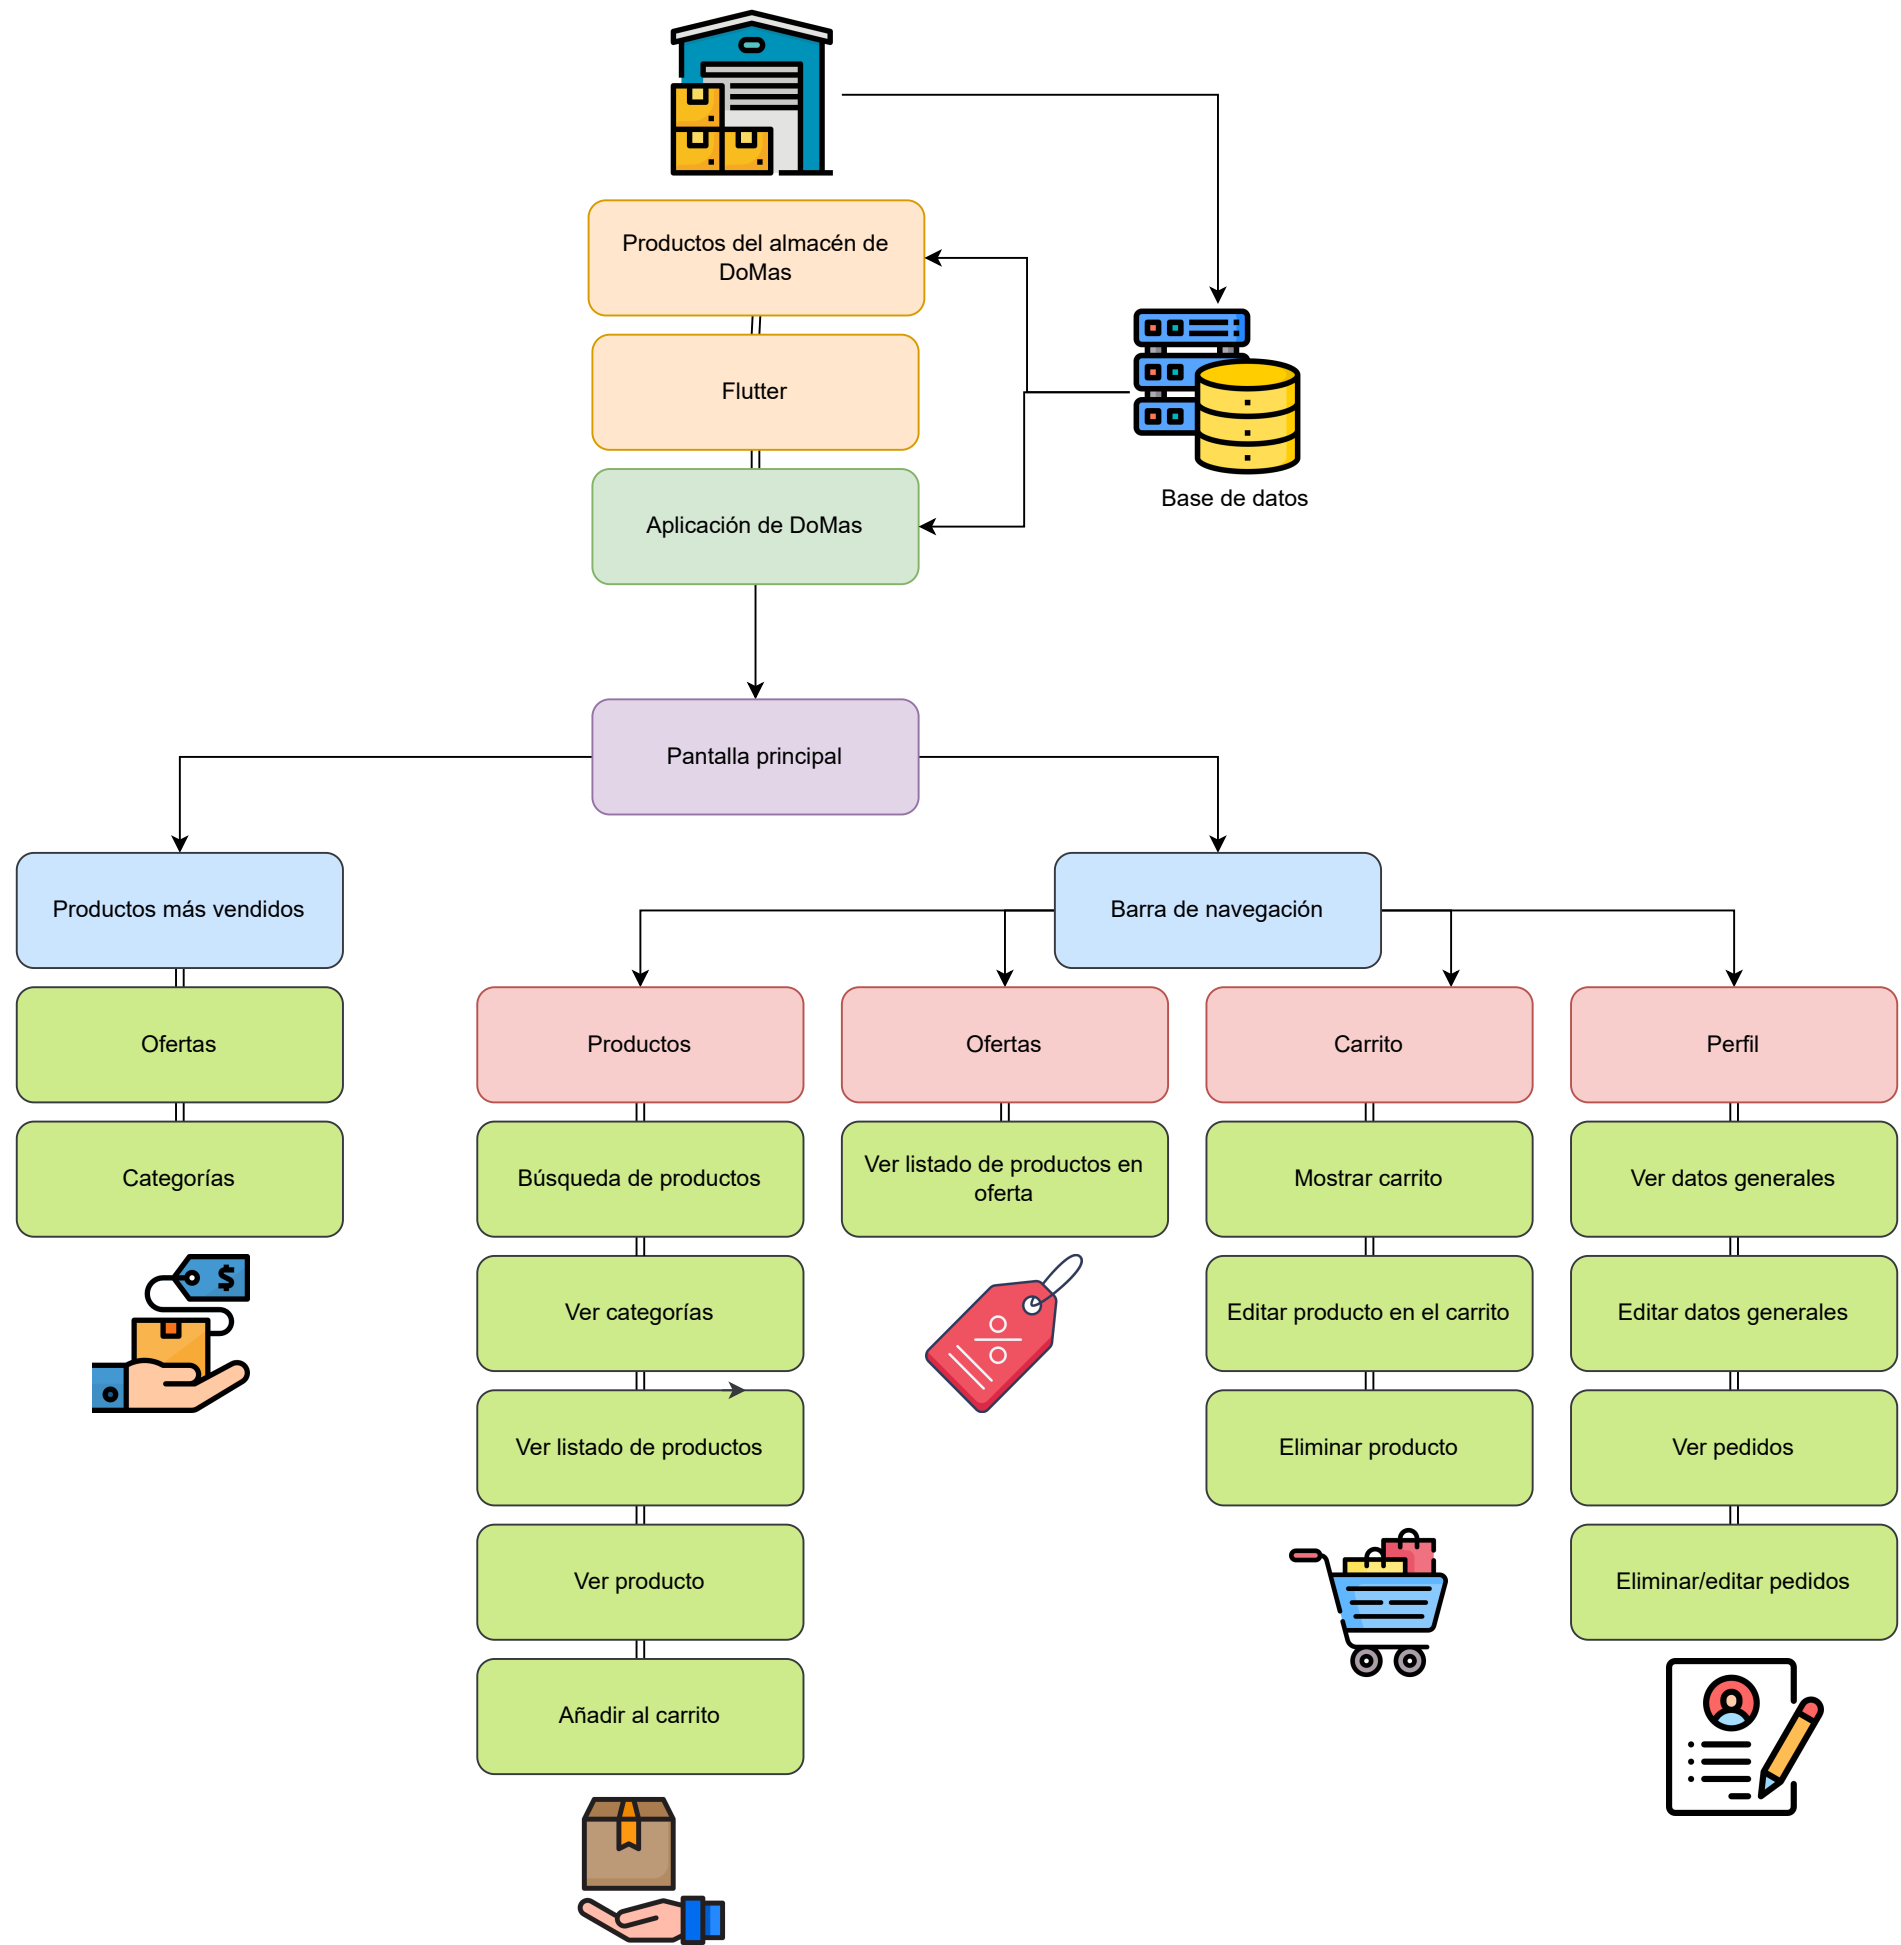 Productos del almacén de
DoMas
Flutter
Base de datos
Aplicación de DoMas
Pantalla principal
Productos más vendidos
Barra de navegación
Ofertas
Categorías
Productos
Búsqueda de productos
Ver categorías
Ver listado de productos
Ver producto
Añadir al carrito
Ofertas
Ver listado de productos en
oferta
Carrito
Mostrar carrito
Editar producto en el carrito
Eliminar producto
Perfil
Ver datos generales
Editar datos generales
Ver pedidos
Eliminar/editar pedidos